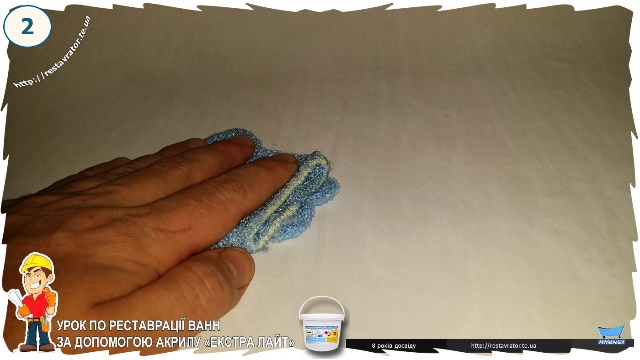 2
http://restavrator.te.ua
УРОК ПО РЕСТАВРАЦІЇ ВАНН
ЗА ДОПОМОГОЮ АКРИЛУ «ЕКСТРА ЛАЙТ»
8 років досвіду
http://restavrator.te.ua